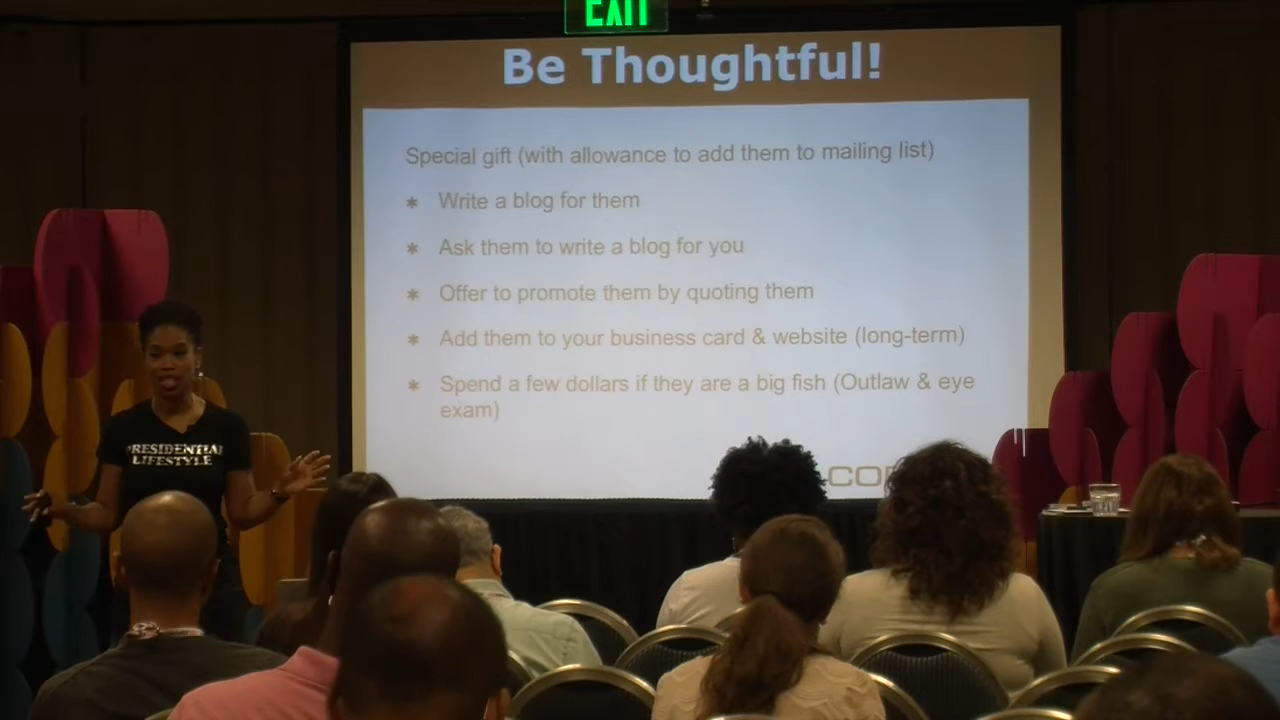 EXIT
Be Thoughtful!
Special gift (with allowance to add them to mailing list)
* Write a blog for them
* Ask them to write a blog for you
* Offer to promote them by quoting them
* Add them to your business card & website (long-term)
* Spend a few dollars if they are a big fish (Outlaw & eye
exam)
PRESIDENTIAL
LIFESTYLE